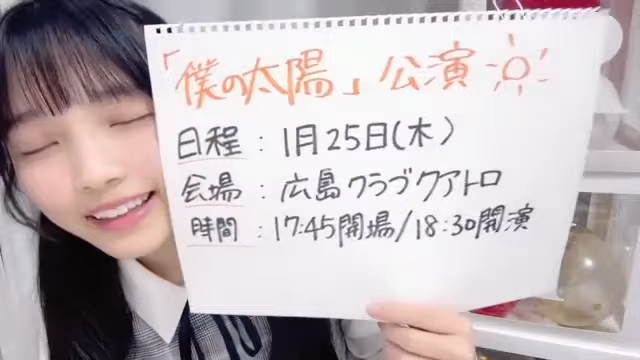 「僕の太陽」公演
日程：1月25日(木)
会場：広島クラブクアトロ
時間：17:45開場/18:30開演